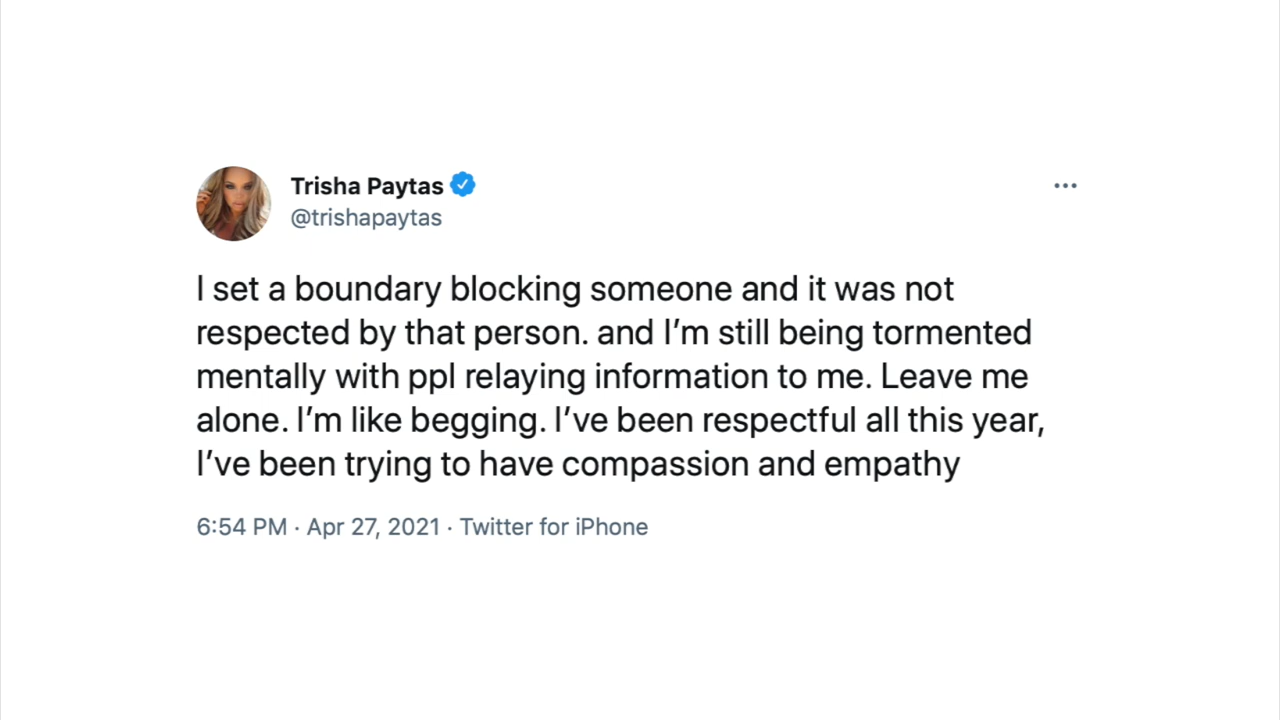 Trisha Paytas
@trishapaytas
I set a boundary blocking someone and it was not
respected by that person. and I’m still being tormented
mentally with ppl relaying information to me. Leave me
alone. I’m like begging. I’ve been respectful all this year,
I’ve been trying to have compassion and empathy
6:54 PM · Apr 27, 2021 · Twitter for iPhone